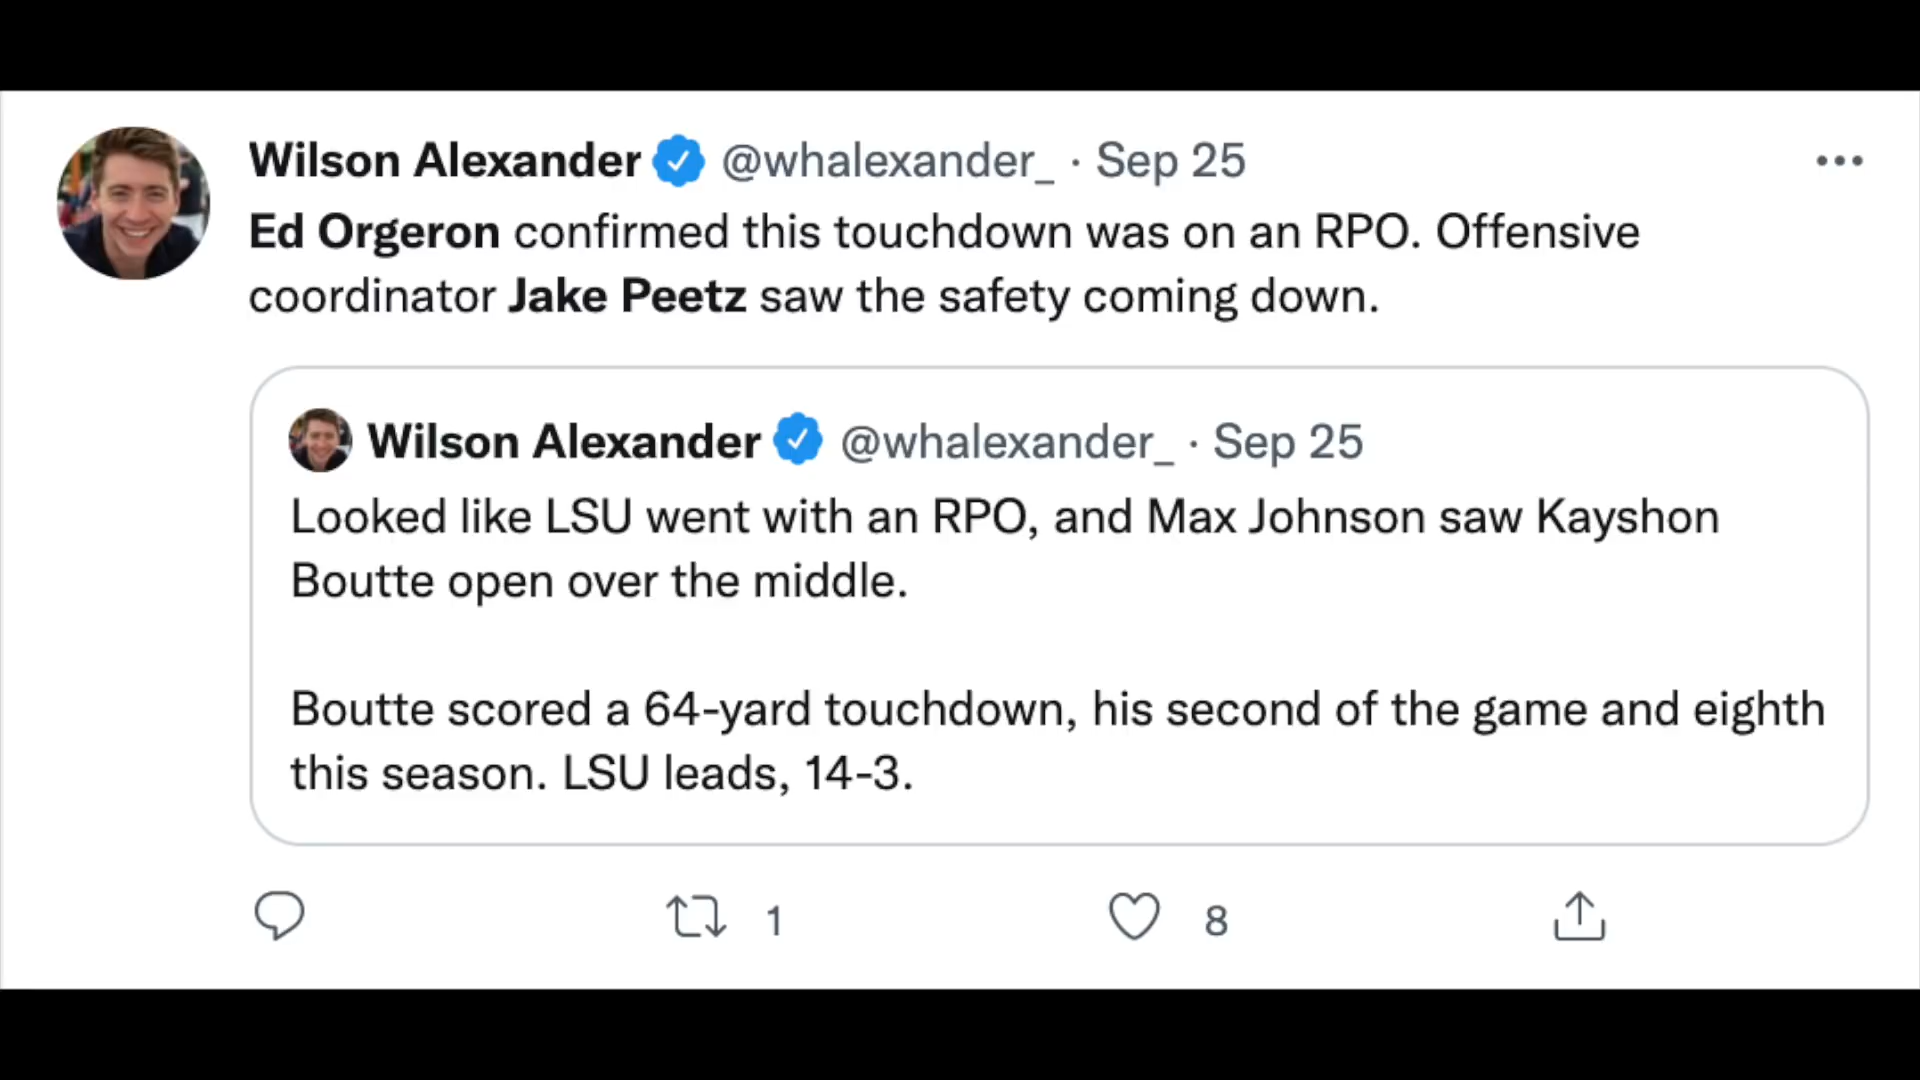 Wilson Alexander @whalexander_ · Sep 25
Ed Orgeron confirmed this touchdown was on an RPO. Offensive
coordinator Jake Peetz saw the safety coming down.
Wilson Alexander @whalexander_ · Sep 25
Looked like LSU went with an RPO, and Max Johnson saw Kayshon
Boutte open over the middle.
Boutte scored a 64-yard touchdown, his second of the game and eighth
this season. LSU leads, 14-3.
1 8